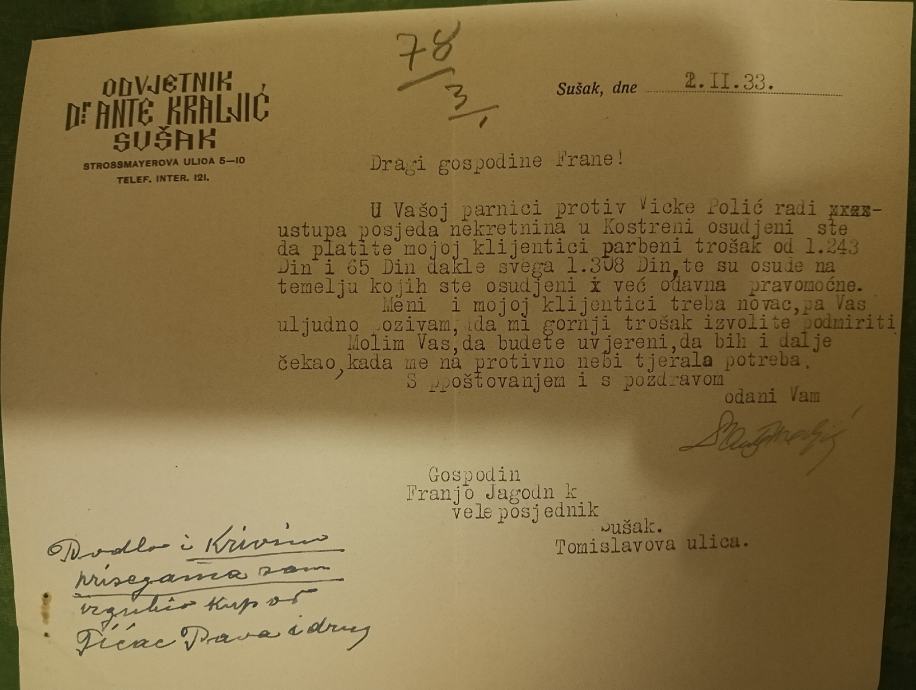 78
/3/1
ODVJETNIK
Dr ANTE KRALJIĆ
SUŠAK
STROSSMAYEROVA ULICA 5—10
TELEF. INTER. 121.
Sušak, dne 2.II.33.
Dragi gospodine Frane!
U Vašoj parnici protiv Vicke Polić radi xxxx-
ustupa posjeda nekretnina u Kostreni osudjeni ste
da platite mojoj klijentici parbeni trošak od 1.243
Din i 65 Din dakle svega 1.308 Din,te su osude na
temelju kojih ste osudjeni x već odavna pravomoćne.
Meni i mojoj klijentici treba novac,pa Vas
uljudno pozivam, da mi gornji trošak izvolite podmiriti
Molim Vas,da budete uvjereni,da bih i dalje
čekao,kada me na protivno nebi tjerala potreba.
S ppoštovanjem i s pozdravom
odani Vam
Gospodin
Franjo Jagodn k
veleposjednik
Sušak.
Tomislavova ulica.
i Krivim
prisegama sam
izgubio kup od
Tićac Pava i drug